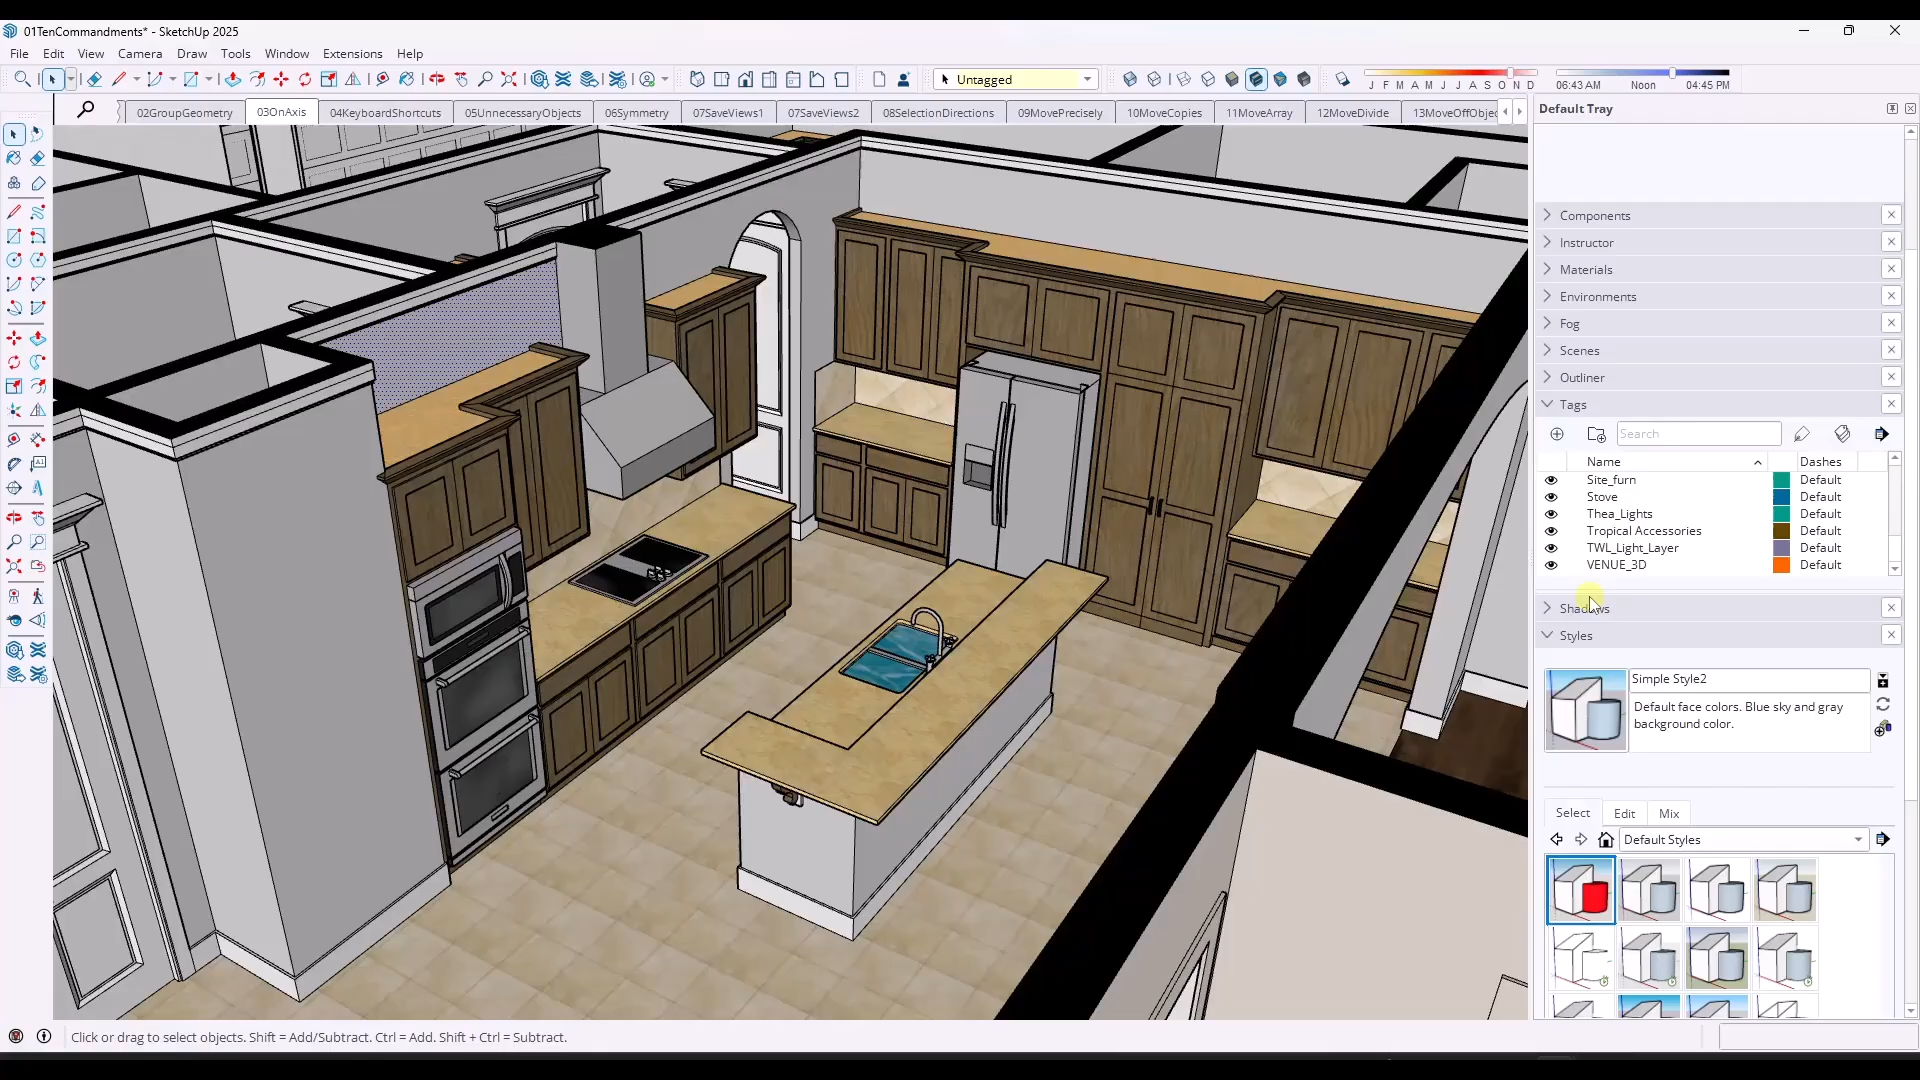 01TenCommandments* - SketchUp 2025
File Edit View Camera Draw Tools Window Extensions Help
Untagged
J F M A M J J A S O N D
06:43 AM Noon 04:45 PM
02GroupGeometry 03OnAxis 04KeyboardShortcuts 05UnnecessaryObjects 06Symmetry 07SaveViews1 07SaveViews2 08SelectionDirections 09MovePrecisely 10MoveCopies 11MoveArray 12MoveDivide 13MoveOffObjec
Default Tray
Components
Instructor
Materials
Environments
Fog
Scenes
Outliner
Tags
Search
Name Dashes
Site_furn Default
Stove Default
Thea_Lights Default
Tropical Accessories Default
TWL_Light_Layer Default
VENUE_3D Default
Shadows
Styles
Simple Style2
Default face colors. Blue sky and gray
background color.
Select Edit Mix
Default Styles
Click or drag to select objects. Shift = Add/Subtract. Ctrl = Add. Shift + Ctrl = Subtract.